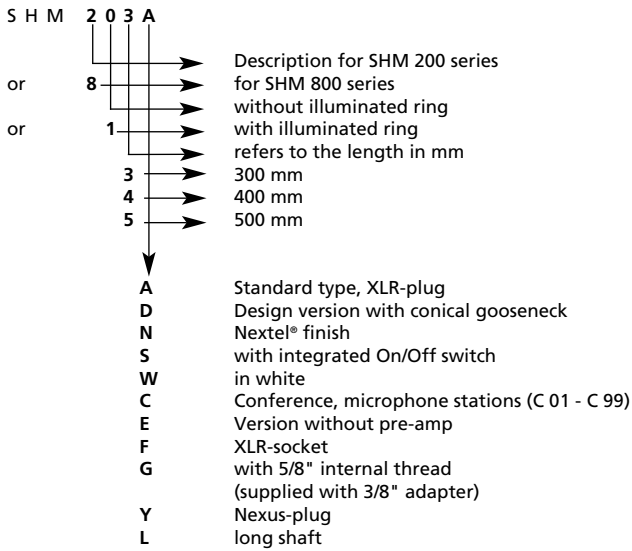 S H M 2 0 3 A
Description for SHM 200 series
or 8 for SHM 800 series
without illuminated ring
or 1 with illuminated ring
refers to the length in mm
3 300 mm
4 400 mm
5 500 mm
A Standard type, XLR-plug
D Design version with conical gooseneck
N Nextel® finish
S with integrated On/Off switch
W in white
C Conference, microphone stations (C 01 - C 99)
E Version without pre-amp
F XLR-socket
G with 5/8" internal thread
(supplied with 3/8" adapter)
Y Nexus-plug
L long shaft